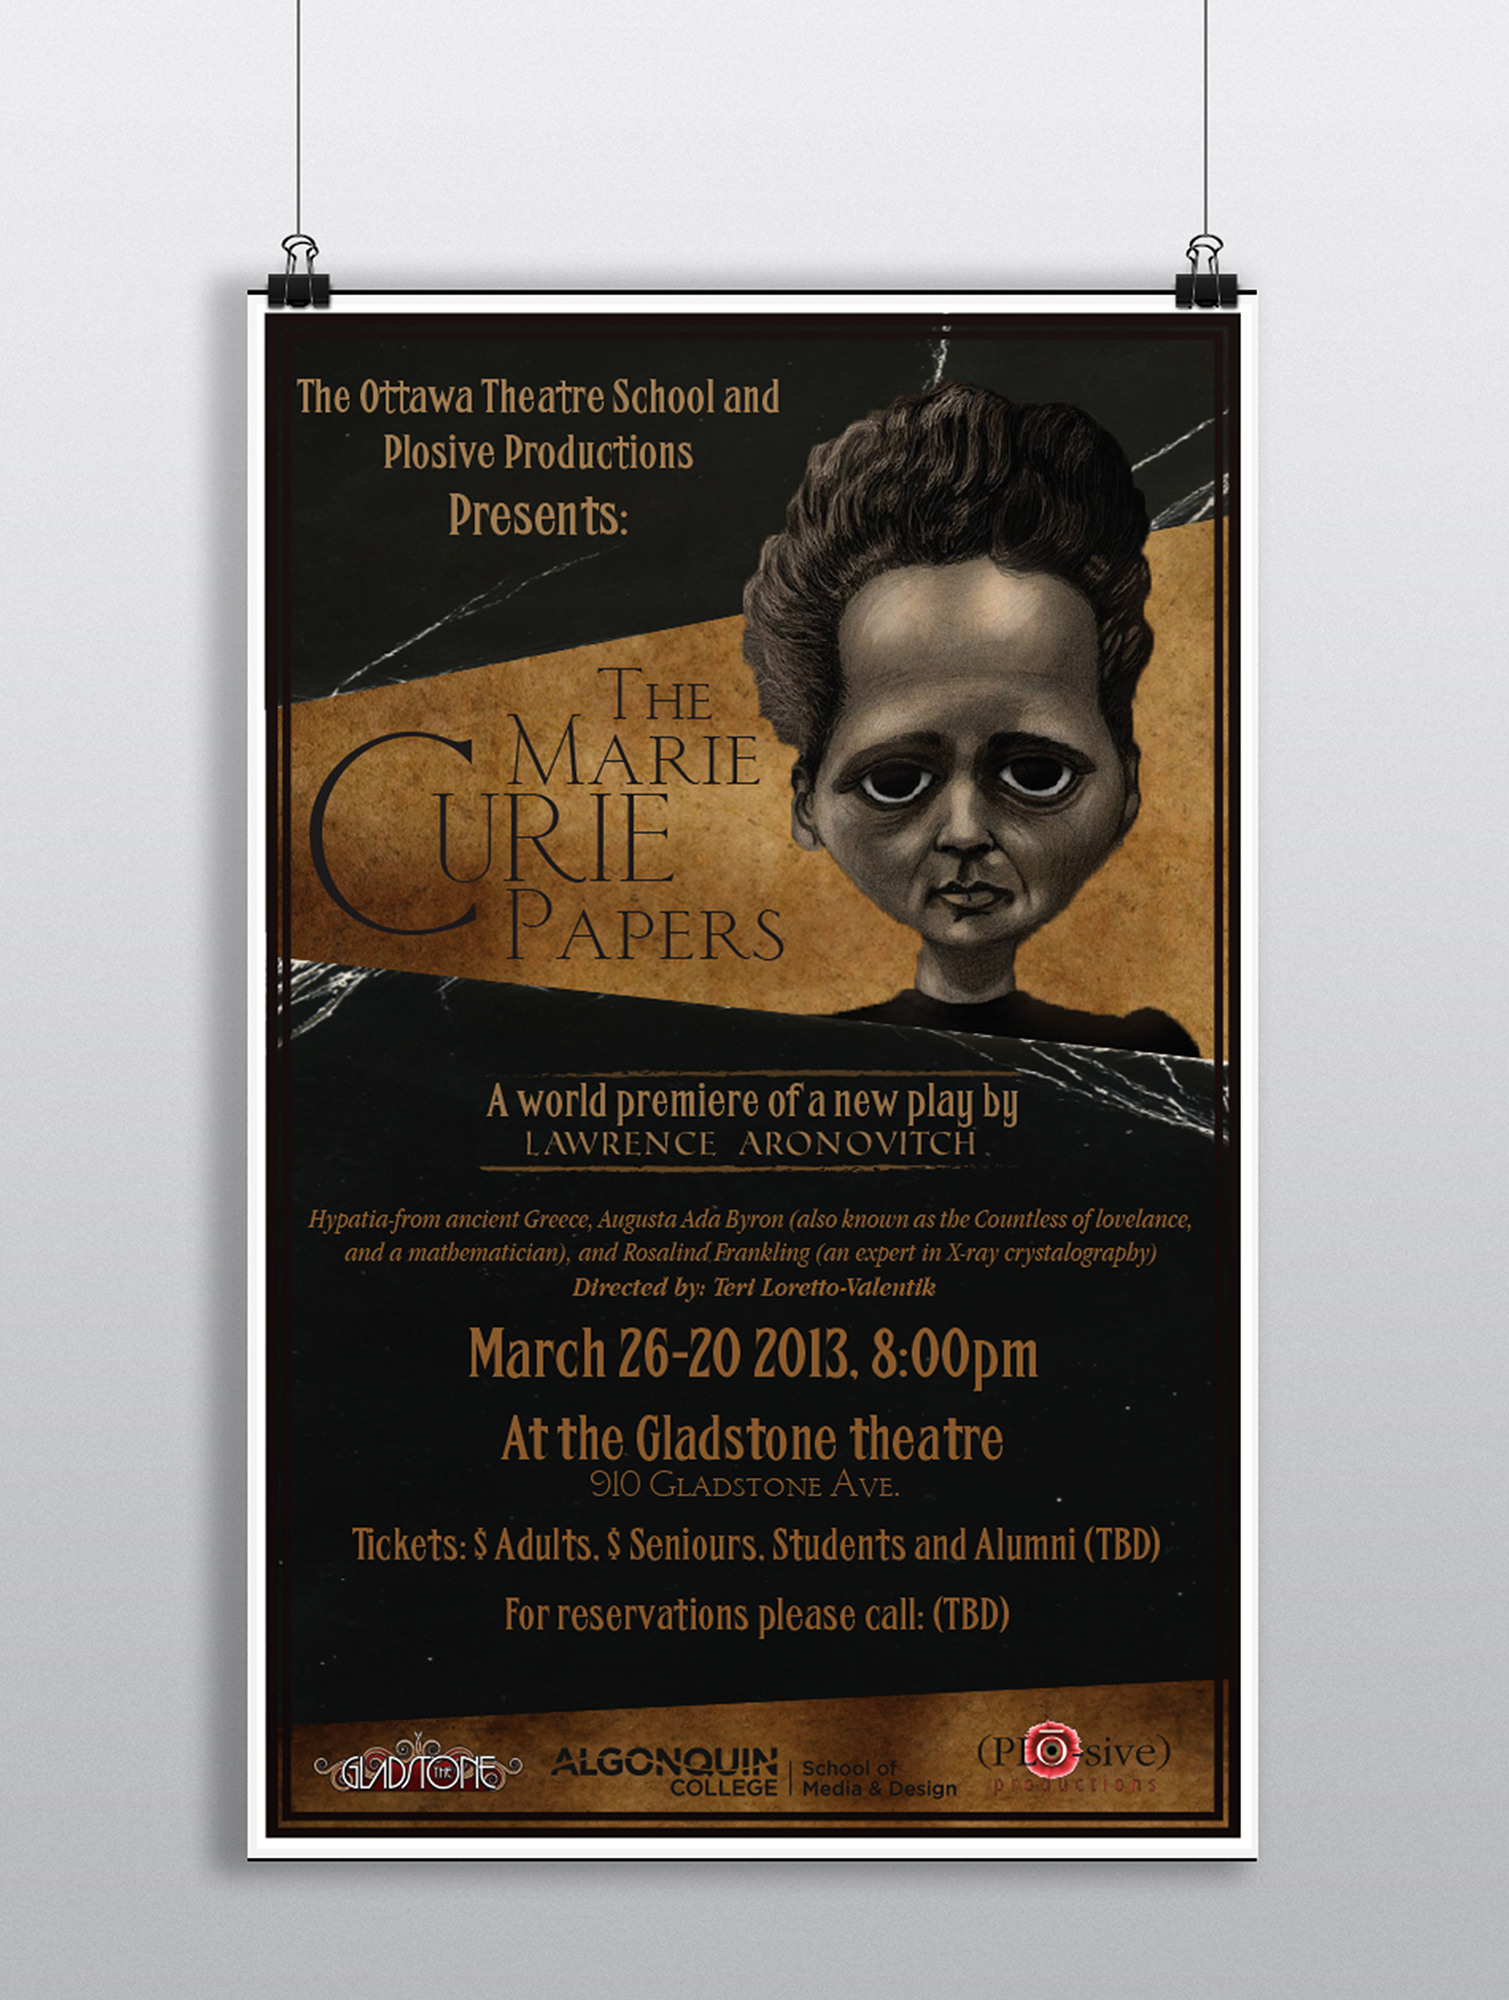 The Ottawa Theatre School and
Plosive Productions
Presents:
THE
MARIE
CURIE
PAPERS
A world premiere of a new play by
LAWRENCE ARONOVITCH
Hypatia-from ancient Greece, Augusta Ada Byron (also known as the Countless of lovelance,
and a mathematician), and Rosalind Frankling (an expert in X-ray crystalography)
Directed by: Teri Loretto-Valentik
March 26-20 2013, 8:00pm
At the Gladstone theatre
910 GLADSTONE AVE.
Tickets: $ Adults, $ Seniours, Students and Alumni (TBD)
For reservations please call: (TBD)
THE GLADSTONE
ALGONQUIN
COLLEGE
School of
Media & Design
(PLO-sive)
productions